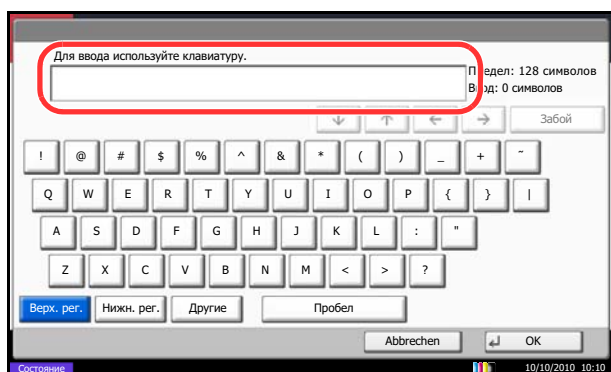 Для ввода используйте клавиатуру.
Предел: 128 символов
Ввод: 0 символов
↓ ↑ ← → Забой
! @ # $ % ^ & * ( ) _ + ~
Q W E R T Y U I O P { } |
A S D F G H J K L : "
Z X C V B N M < > ?
Верх. рег. Нижн. рег. Другие Пробел
Abbrechen OK
Состояние 10/10/2010 10:10